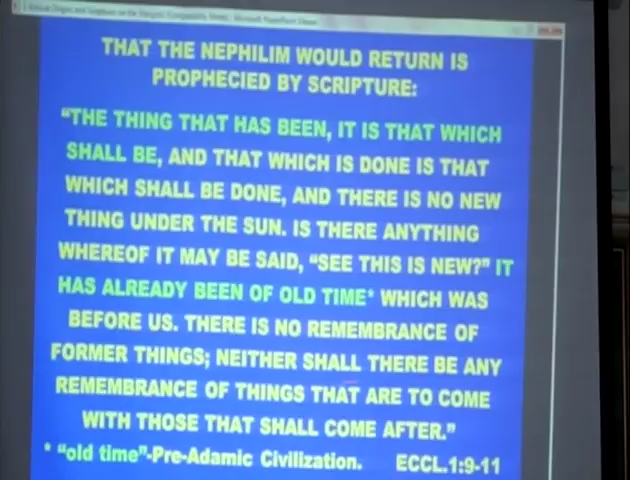 THAT THE NEPHILIM WOULD RETURN IS
PROPHECIED BY SCRIPTURE:
“THE THING THAT HAS BEEN, IT IS THAT WHICH
SHALL BE, AND THAT WHICH IS DONE IS THAT
WHICH SHALL BE DONE, AND THERE IS NO NEW
THING UNDER THE SUN. IS THERE ANYTHING
WHEREOF IT MAY BE SAID, “SEE THIS IS NEW?” IT
HAS ALREADY BEEN OF OLD TIME* WHICH WAS
BEFORE US. THERE IS NO REMEMBRANCE OF
FORMER THINGS; NEITHER SHALL THERE BE ANY
REMEMBRANCE OF THINGS THAT ARE TO COME
WITH THOSE THAT SHALL COME AFTER.”
* “old time”-Pre-Adamic Civilization. ECCL.1:9-11